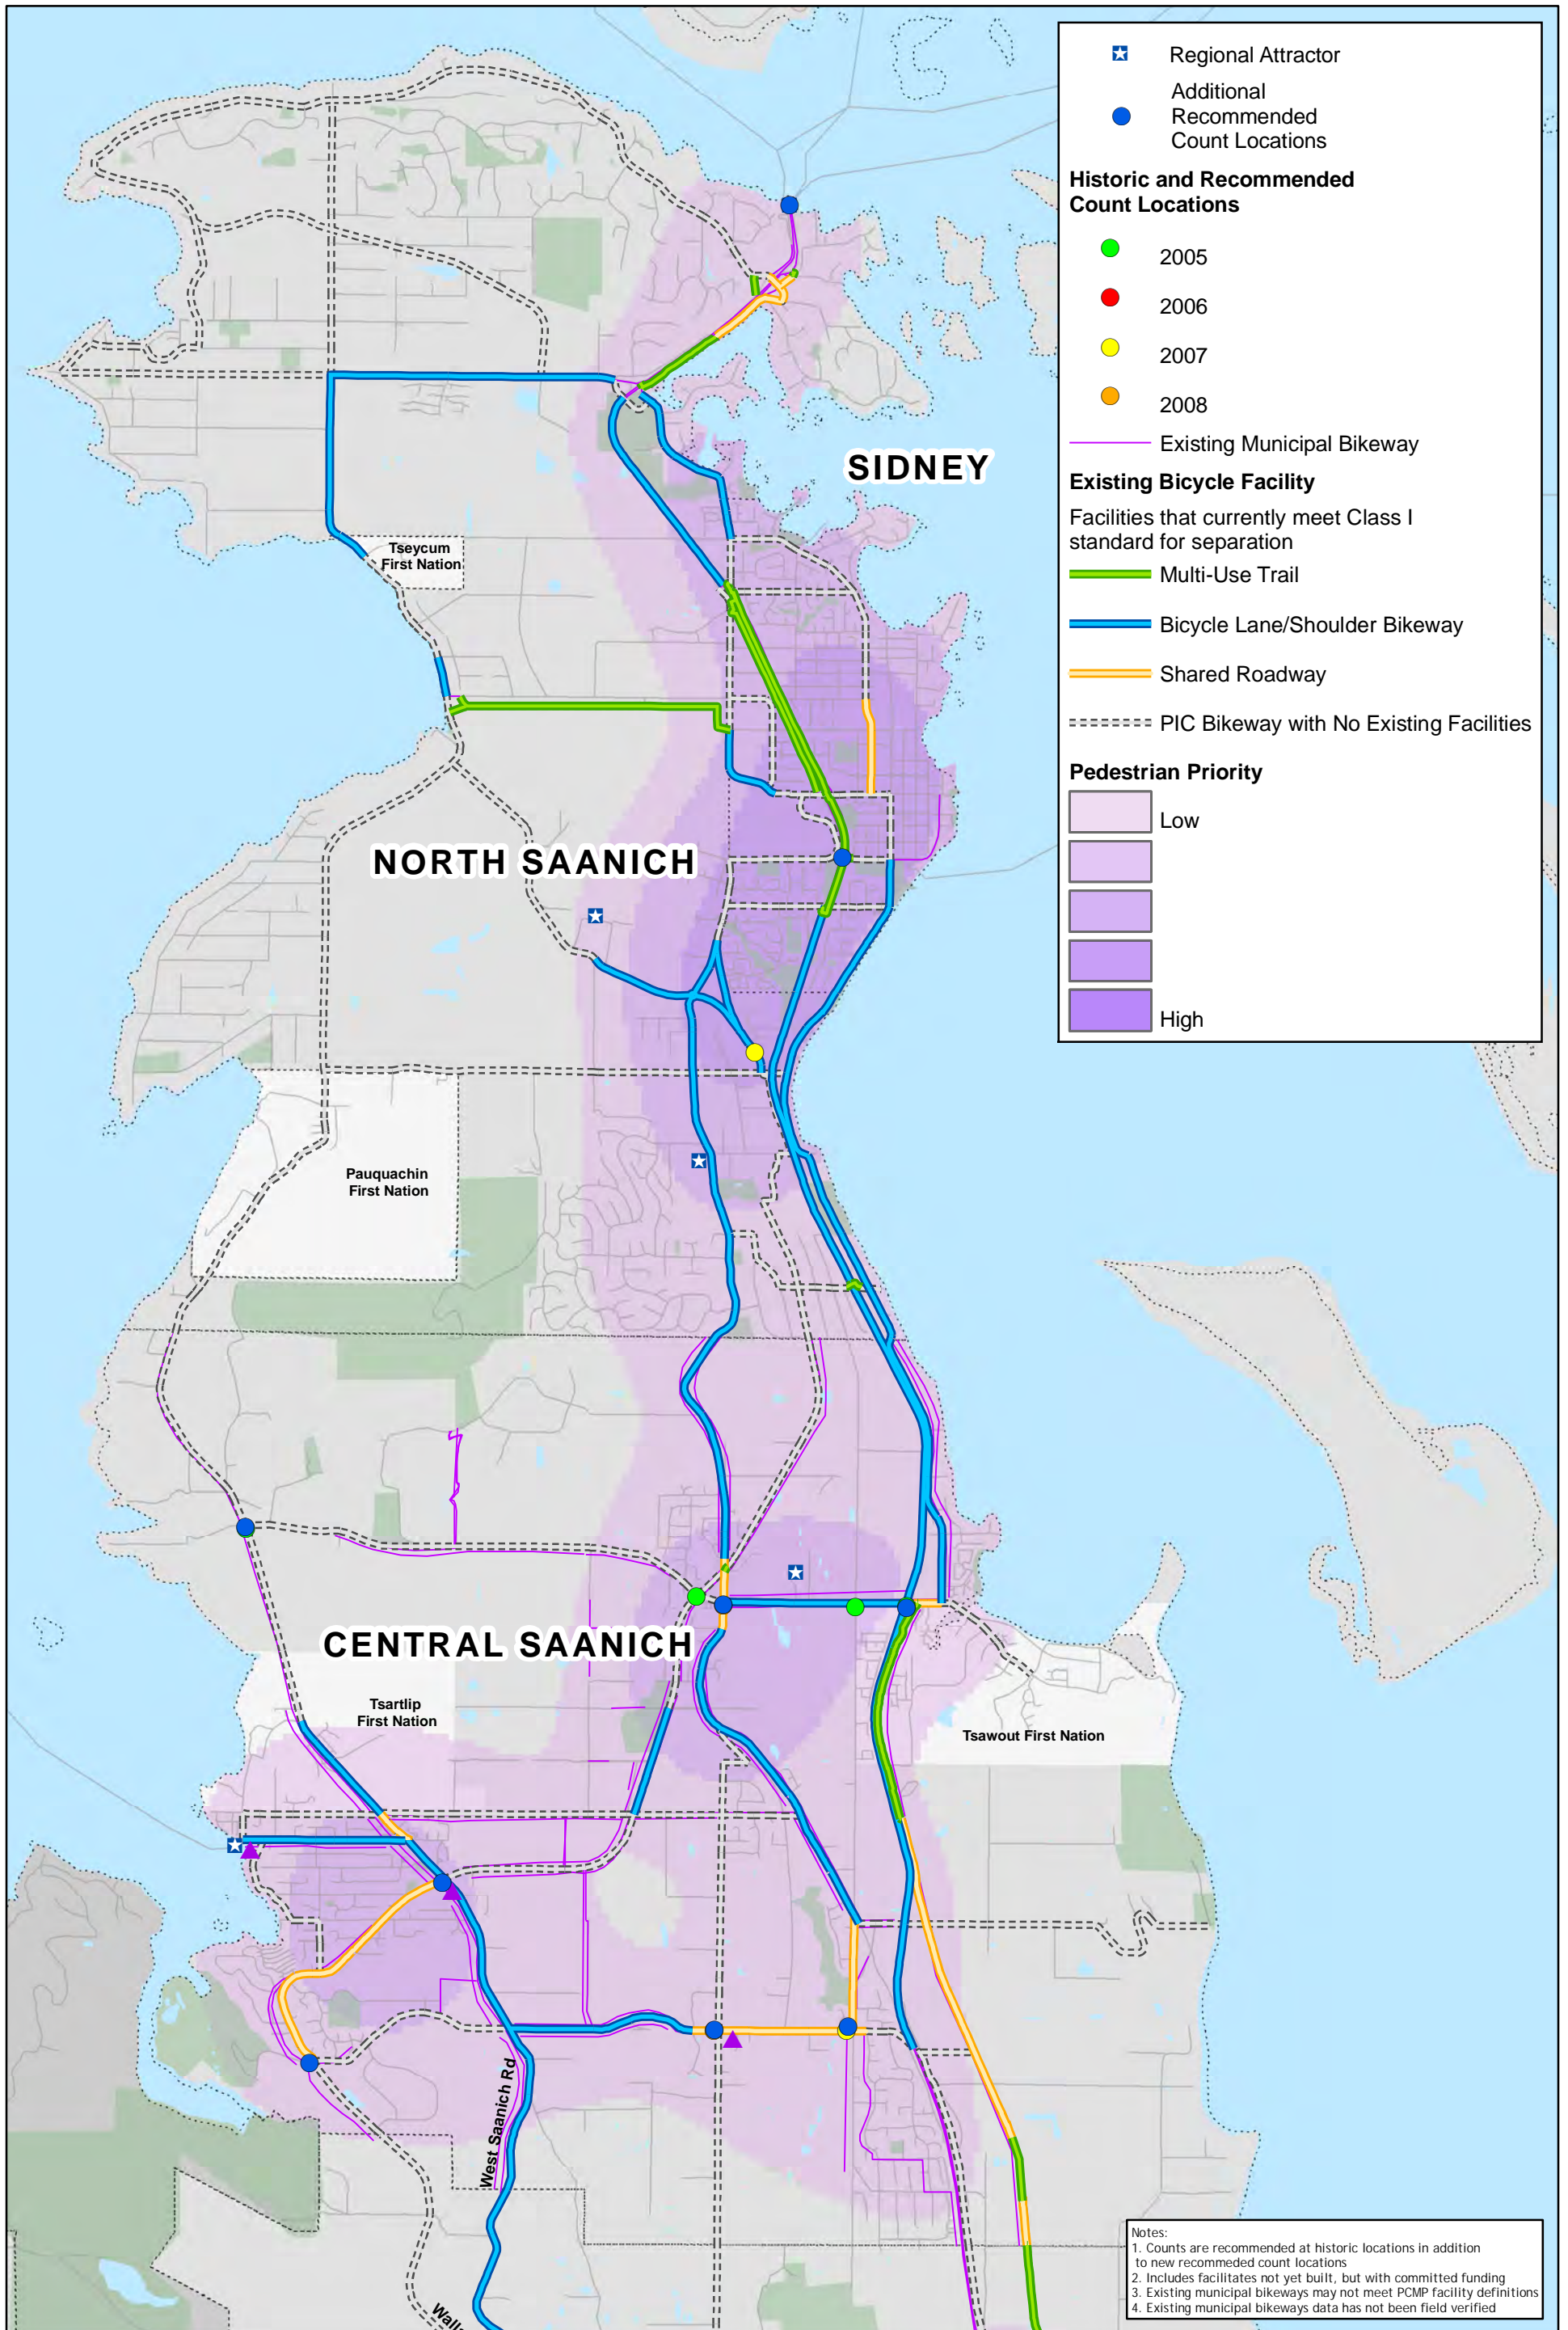 Regional Attractor
Additional
Recommended
Count Locations
Historic and Recommended
Count Locations
2005
2006
2007
2008
Existing Municipal Bikeway
Existing Bicycle Facility
Facilities that currently meet Class I
standard for separation
Multi-Use Trail
Bicycle Lane/Shoulder Bikeway
Shared Roadway
PIC Bikeway with No Existing Facilities
Pedestrian Priority
Low
High
SIDNEY
Tseycum
First Nation
NORTH SAANICH
Pauquachin
First Nation
CENTRAL SAANICH
Tsartlip
First Nation
Tsawout First Nation
West Saanich Rd
Notes:
1. Counts are recommended at historic locations in addition
to new recommeded count locations
2. Includes facilitates not yet built, but with committed funding
3. Existing municipal bikeways may not meet PCMP facility definitions
4. Existing municipal bikeways data has not been field verified